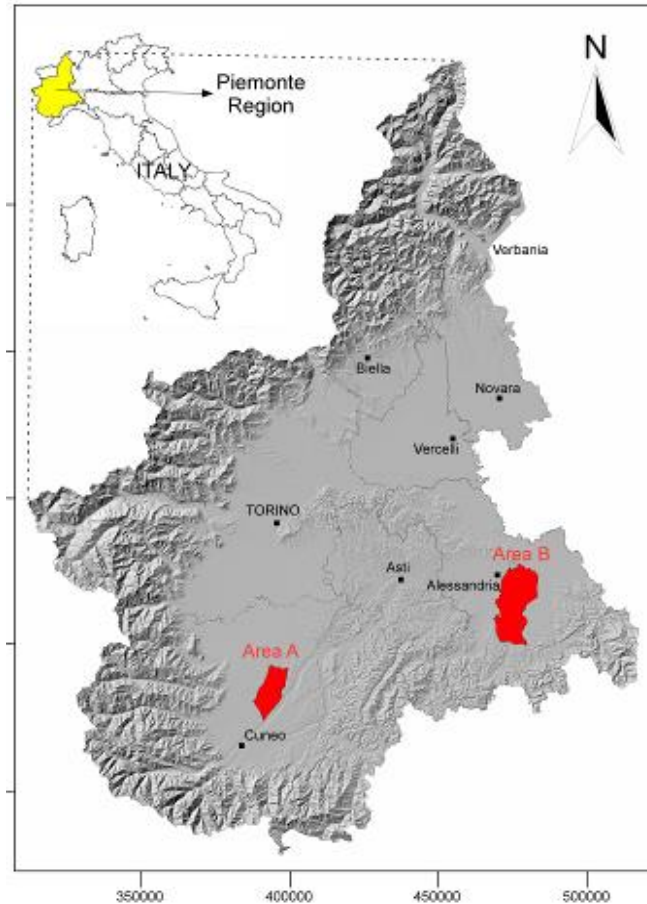 N
Piemonte
Region
ITALY
Verbania
Biella
Novara
Vercelli
TORINO
Area B
Asti
Alessandria
Area A
Cuneo
350000
400000
450000
500000